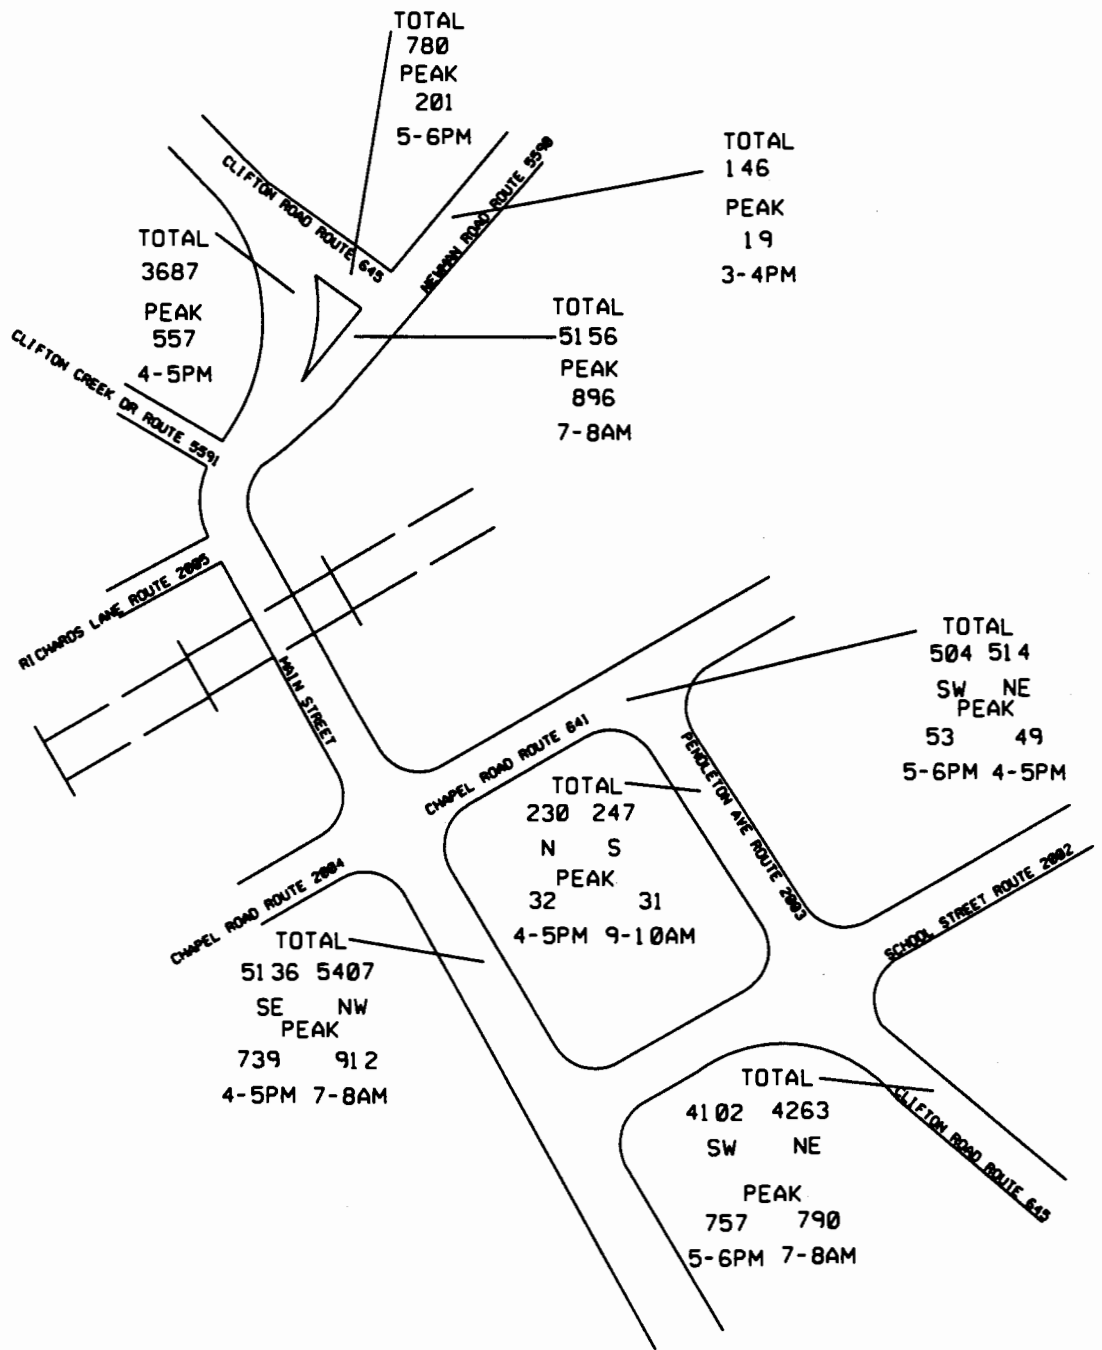 TOTAL
780
PEAK
201
5-6PM
CLIFTON ROAD ROUTE 645
NEWMAN ROAD ROUTE 5590
TOTAL
146
PEAK
19
3-4PM
TOTAL
3687
PEAK
557
4-5PM
TOTAL
5156
PEAK
896
7-8AM
CLIFTON CREEK DR ROUTE 5591
RICHARDS LANE ROUTE 2005
MAIN STREET
CHAPEL ROAD ROUTE 641
TOTAL
504 514
SW NE
PEAK
53 49
5-6PM 4-5PM
PENDLETON AVE ROUTE 2003
TOTAL
230 247
N S
PEAK
32 31
4-5PM 9-10AM
CHAPEL ROAD ROUTE 2004
SCHOOL STREET ROUTE 2002
TOTAL
5136 5407
SE NW
PEAK
739 912
4-5PM 7-8AM
TOTAL
4102 4263
SW NE
PEAK
757 790
5-6PM 7-8AM
CLIFTON ROAD ROUTE 645